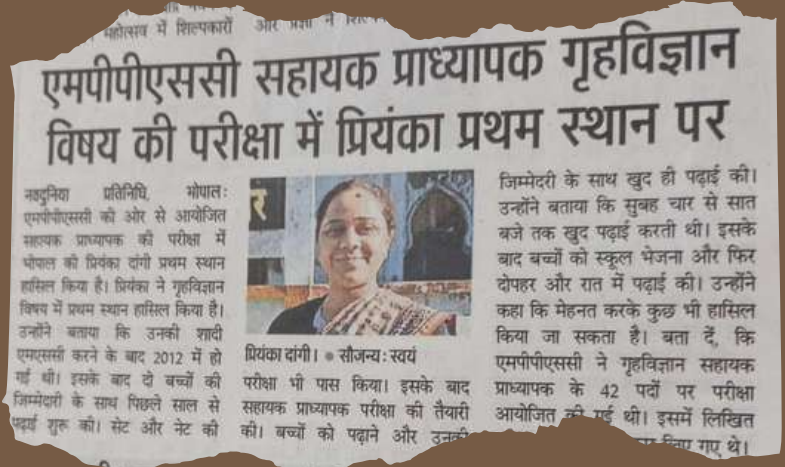 महोत्सव में शिल्पकारों
और प्रज्ञा ने
एमपीपीएससी सहायक प्राध्यापक गृहविज्ञान
विषय की परीक्षा में प्रियंका प्रथम स्थान पर
नवदुनिया प्रतिनिधि, भोपाल:
एमपीपीएससी की ओर से आयोजित
सहायक प्राध्यापक की परीक्षा में
भोपाल की प्रियंका दांगी प्रथम स्थान
हासिल किया है। प्रियंका ने गृहविज्ञान
विषय में प्रथम स्थान हासिल किया है।
उन्होंने बताया कि उनकी शादी
एमएससी करने के बाद 2012 में हो
गई थी। इसके बाद दो बच्चों की
जिम्मेदारी के साथ पिछले साल से
पढ़ाई शुरू की। सेट और नेट की
र
प्रियंका दांगी। ● सौजन्य: स्वयं
परीक्षा भी पास किया। इसके बाद
सहायक प्राध्यापक परीक्षा की तैयारी
की। बच्चों को पढ़ाने और उनकी
जिम्मेदरी के साथ खुद ही पढ़ाई की।
उन्होंने बताया कि सुबह चार से सात
बजे तक खुद पढ़ाई करती थी। इसके
बाद बच्चों को स्कूल भेजना और फिर
दोपहर और रात में पढ़ाई की। उन्होंने
कहा कि मेहनत करके कुछ भी हासिल
किया जा सकता है। बता दें, कि
एमपीपीएससी ने गृहविज्ञान सहायक
प्राध्यापक के 42 पदों पर परीक्षा
आयोजित की गई थी। इसमें लिखित
लिए गए थे।